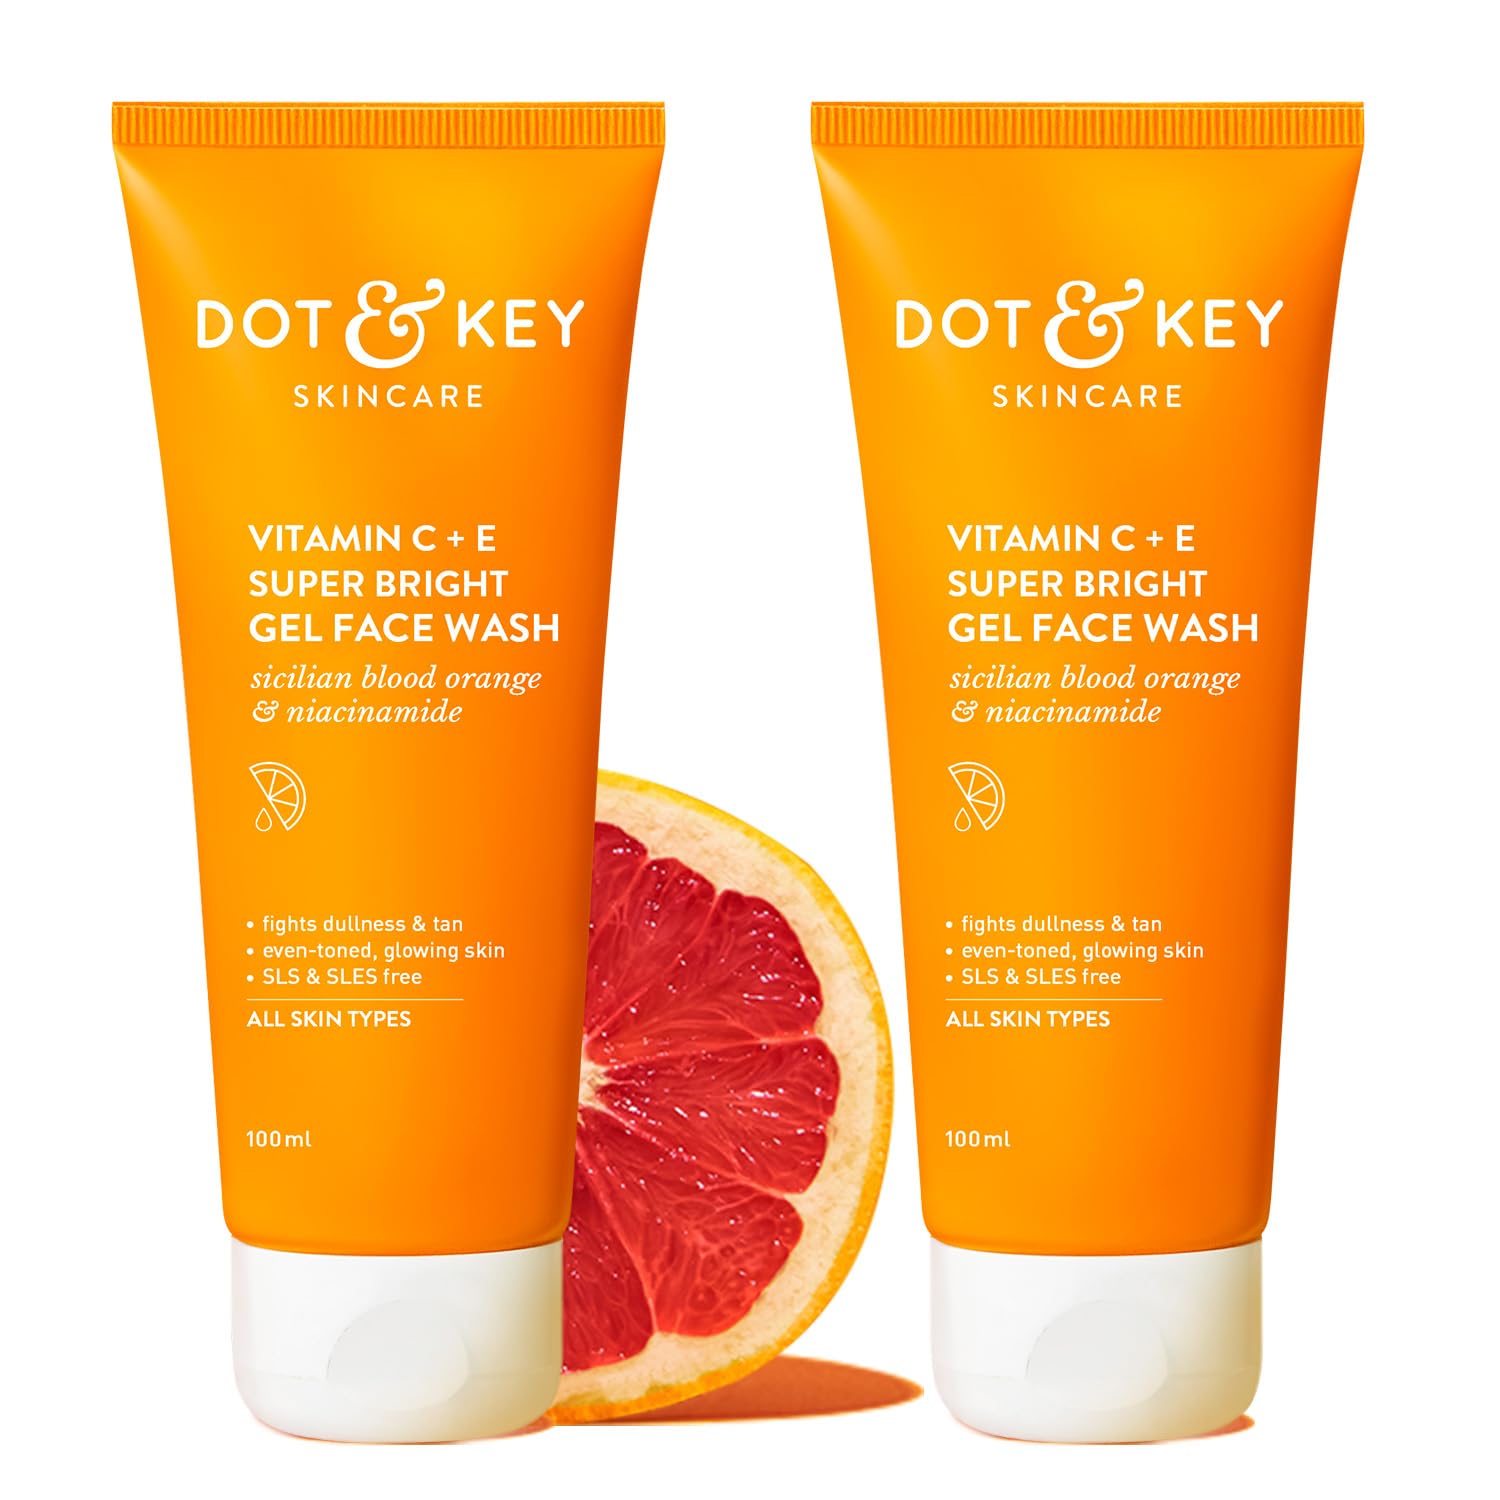 DOT & KEY
SKINCARE
VITAMIN C + E
SUPER BRIGHT
GEL FACE WASH
sicilian blood orange
& niacinamide
• fights dullness & tan
• even-toned, glowing skin
• SLS & SLES free
ALL SKIN TYPES
100ml
DOT & KEY
SKINCARE
VITAMIN C + E
SUPER BRIGHT
GEL FACE WASH
sicilian blood orange
& niacinamide
• fights dullness & tan
• even-toned, glowing skin
• SLS & SLES free
ALL SKIN TYPES
100ml